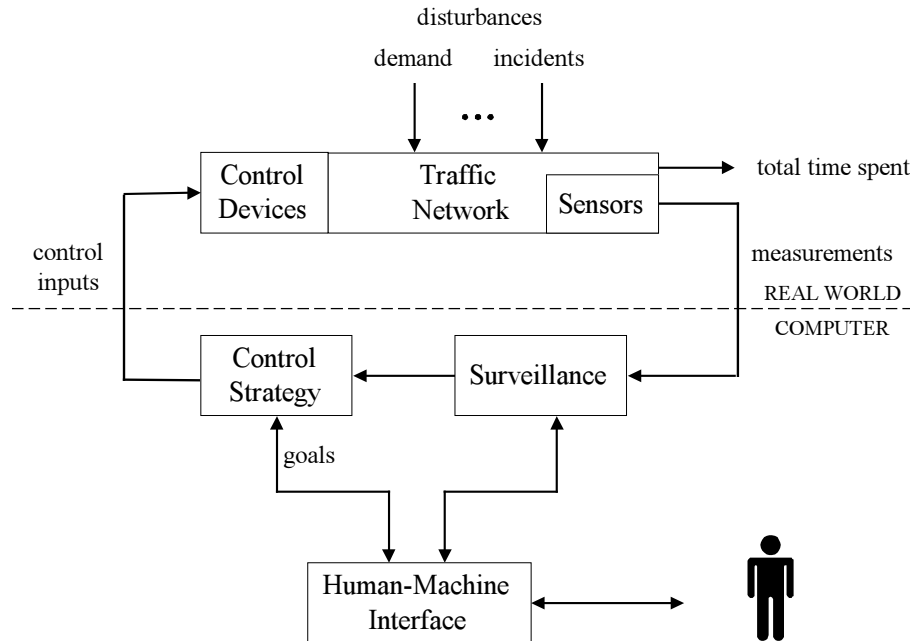 disturbances
demand incidents
...
Control Devices
Traffic Network
Sensors
total time spent
control inputs
measurements
REAL WORLD
COMPUTER
Control Strategy
Surveillance
goals
Human-Machine Interface